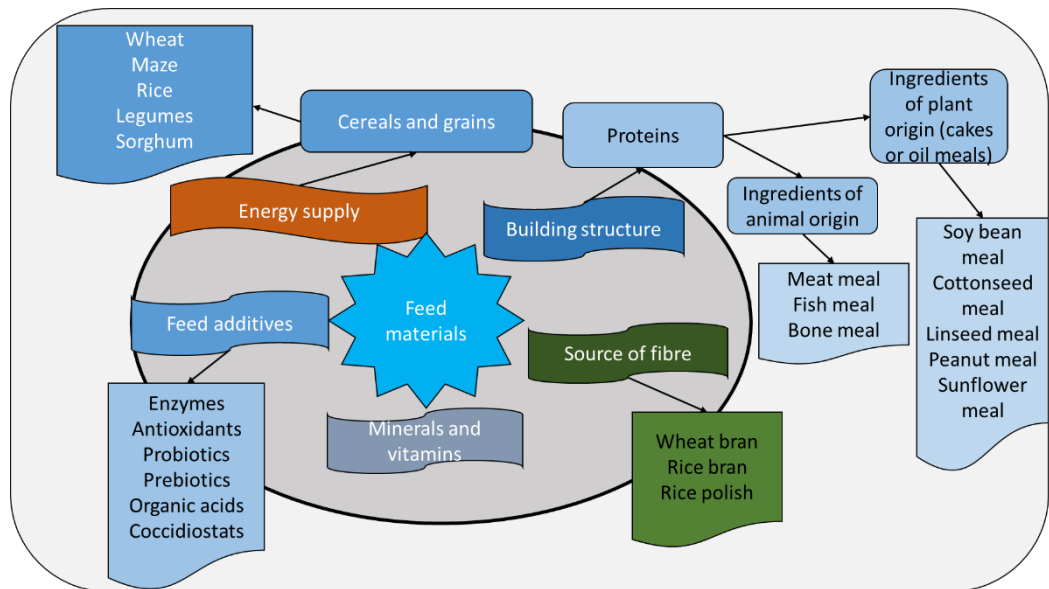 Wheat
Maze
Rice
Legumes
Sorghum
Cereals and grains
Proteins
Ingredients
of plant
origin (cakes
or oil meals)
Ingredients of
animal origin
Energy supply
Building structure
Soy bean
meal
Cottonseed
meal
Linseed meal
Peanut meal
Sunflower
meal
Meat meal
Fish meal
Bone meal
Feed additives
Feed
materials
Source of fibre
Enzymes
Antioxidants
Probiotics
Prebiotics
Organic acids
Coccidiostats
Minerals and
vitamins
Wheat bran
Rice bran
Rice polish